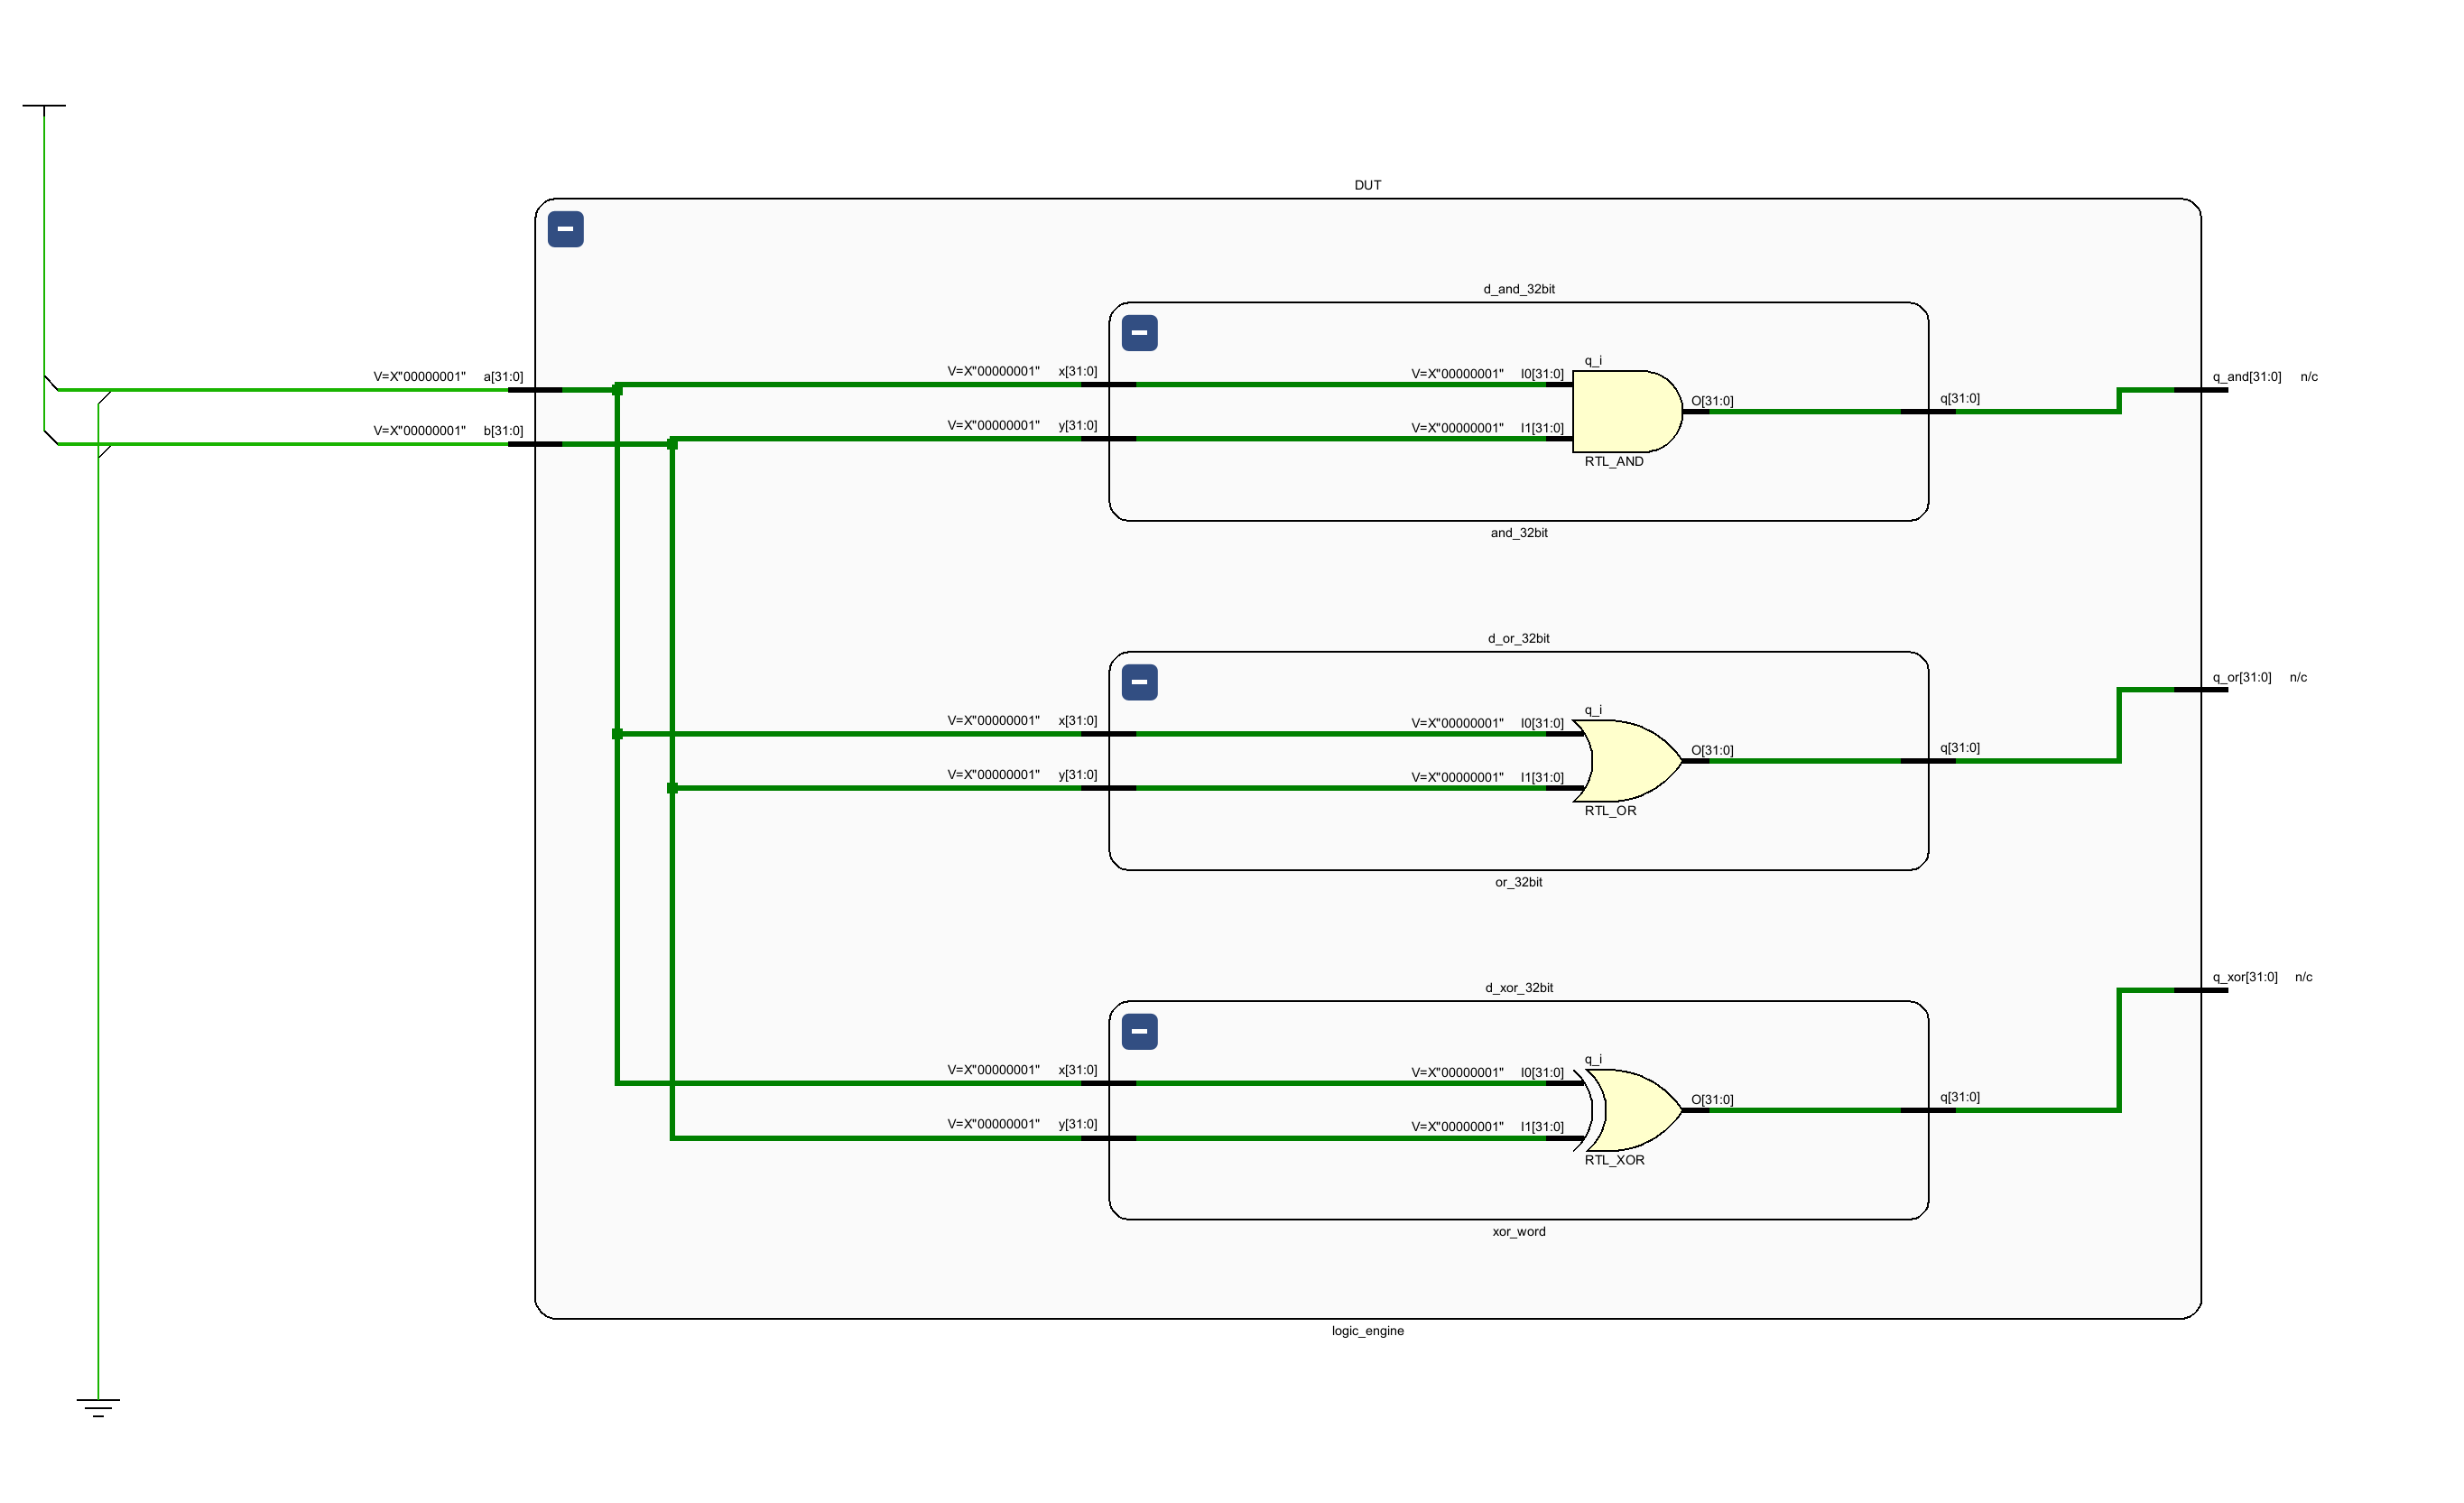 DUT
d_and_32bit
V=X"00000001" a[31:0]
V=X"00000001" b[31:0]
V=X"00000001" x[31:0]
V=X"00000001" y[31:0]
V=X"00000001" I0[31:0]
V=X"00000001" I1[31:0]
q_i
O[31:0]
RTL_AND
q[31:0]
q_and[31:0] n/c
and_32bit
d_or_32bit
V=X"00000001" x[31:0]
V=X"00000001" y[31:0]
V=X"00000001" I0[31:0]
V=X"00000001" I1[31:0]
q_i
O[31:0]
RTL_OR
q[31:0]
q_or[31:0] n/c
or_32bit
d_xor_32bit
V=X"00000001" x[31:0]
V=X"00000001" y[31:0]
V=X"00000001" I0[31:0]
V=X"00000001" I1[31:0]
q_i
O[31:0]
RTL_XOR
q[31:0]
q_xor[31:0] n/c
xor_word
logic_engine